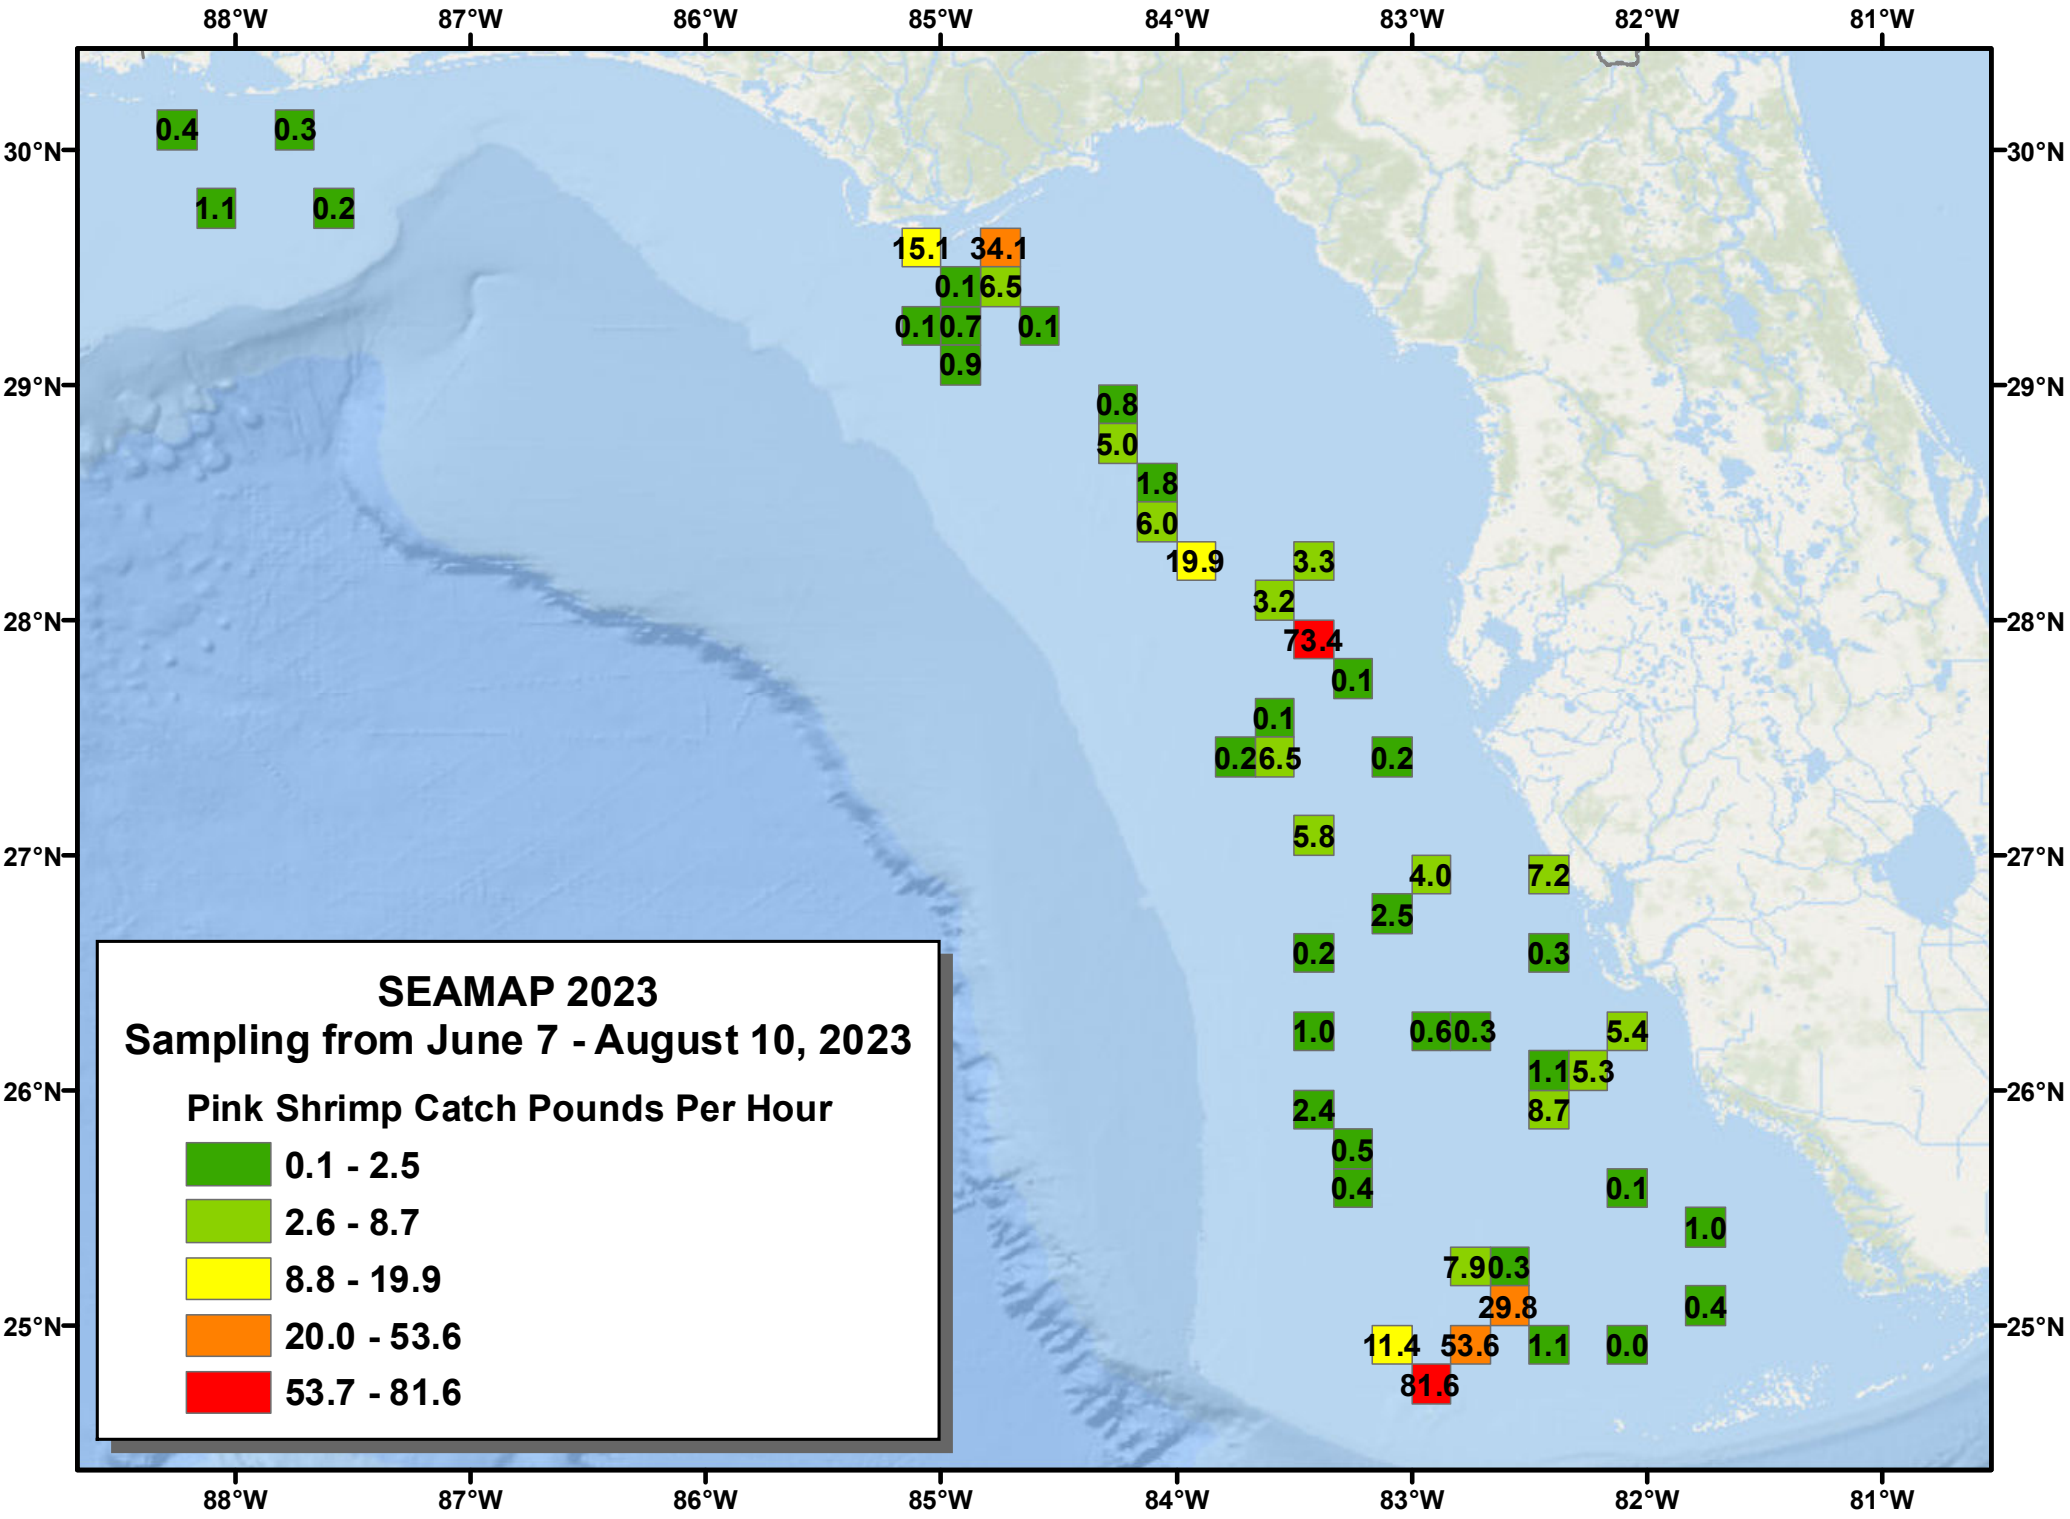 88°W 87°W 86°W 85°W 84°W 83°W 82°W 81°W
0.4 0.3
30°N 30°N
1.1 0.2
15.1 34.1
0.1 6.5
0.1 0.7 0.1
0.9
29°N 29°N
0.8
5.0
1.8
6.0
19.9 3.3
3.2
28°N 28°N
73.4
0.1
0.1
0.2 6.5 0.2
5.8
27°N 27°N
4.0 7.2
2.5
0.2 0.3
1.0 0.6 0.3 5.4
1.1 5.3
26°N 26°N
2.4 8.7
0.5
0.4 0.1
1.0
7.9 0.3
29.8 0.4
25°N 25°N
11.4 53.6 1.1 0.0
81.6
SEAMAP 2023
Sampling from June 7 - August 10, 2023
Pink Shrimp Catch Pounds Per Hour
0.1 - 2.5
2.6 - 8.7
8.8 - 19.9
20.0 - 53.6
53.7 - 81.6
88°W 87°W 86°W 85°W 84°W 83°W 82°W 81°W